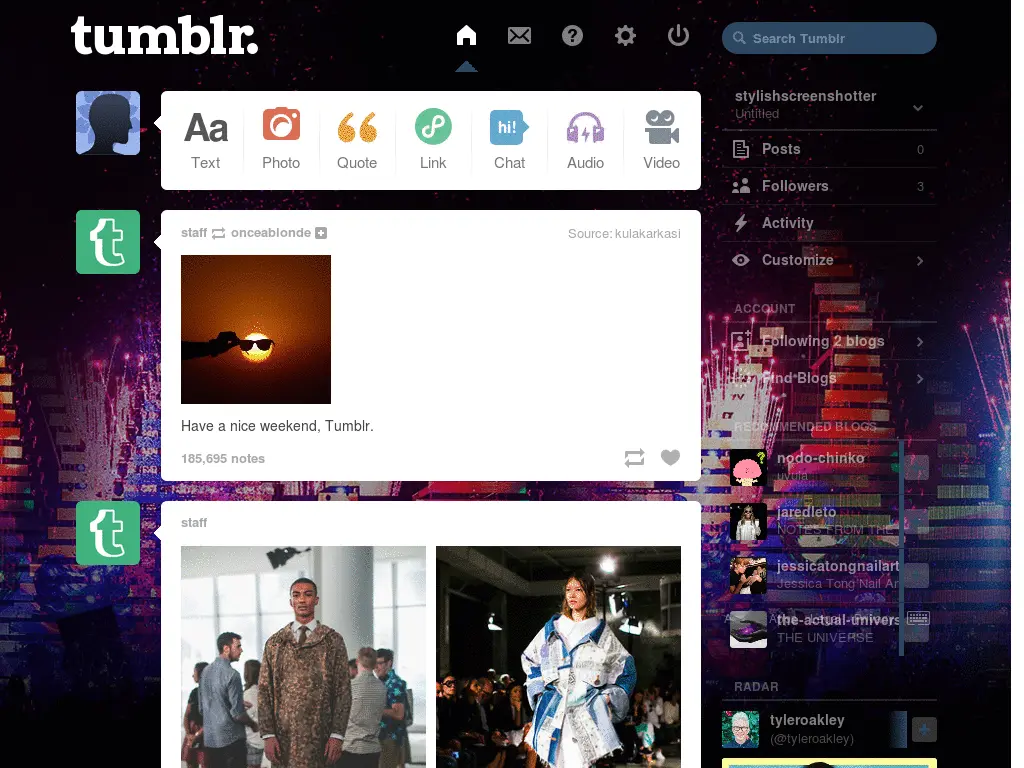 tumblr.
Search Tumblr
Aa
Text
Photo
Quote
Link
hi!
Chat
Audio
Video
stylishscreenshotter
Untitled
Posts 0
Followers 3
Activity
Customize
ACCOUNT
Following 2 blogs
Find Blogs
RECOMMENDED BLOGS
nodo-chinko
jaredleto
NOTES FROM THE
jessicatongnailart
Jessica Tong Nail Ar
the-actual-univers
THE UNIVERSE
RADAR
tyleroakley
(@tyleroakley)
t
staff onceablonde
Source: kulakarkasi
Have a nice weekend, Tumblr.
185,695 notes
t
staff